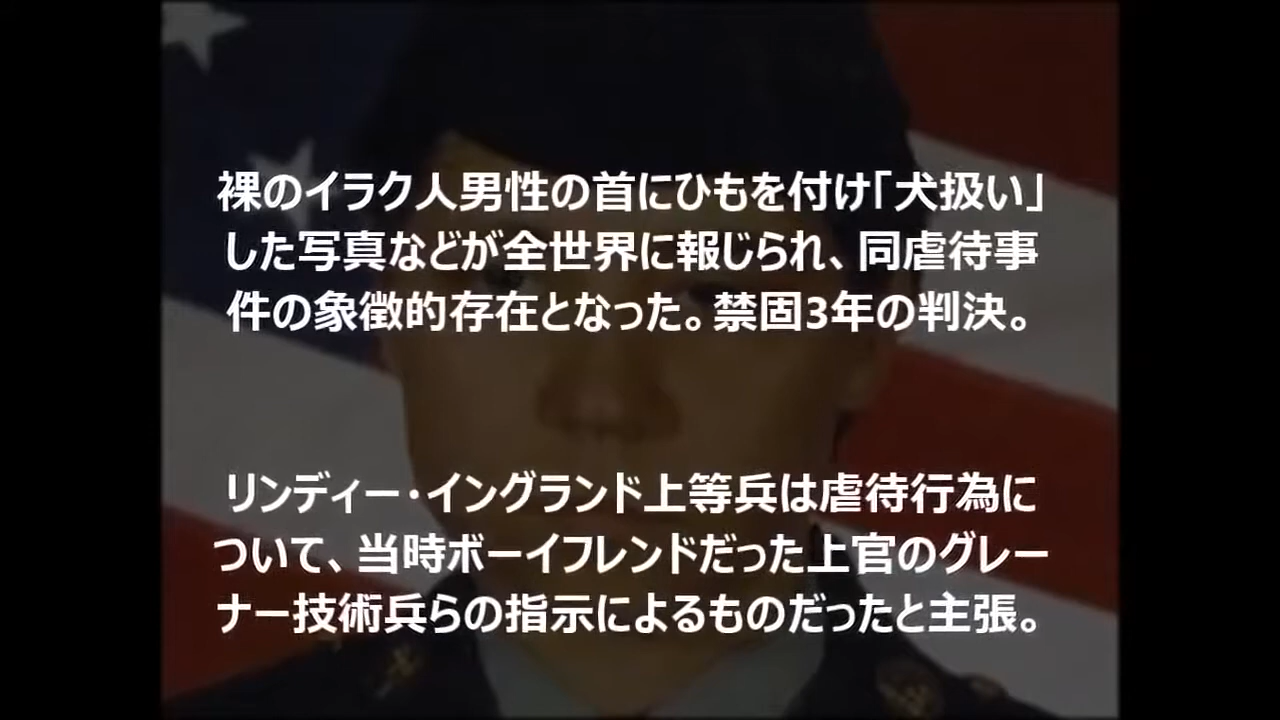 裸のイラク人男性の首にひもを付け「犬扱い」
した写真などが全世界に報じられ、同虐待事
件の象徴的存在となった。禁固3年の判決。
リンディー・イングランド上等兵は虐待行為に
ついて、当時ボーイフレンドだった上官のグレー
ナー技術兵らの指示によるものだったと主張。